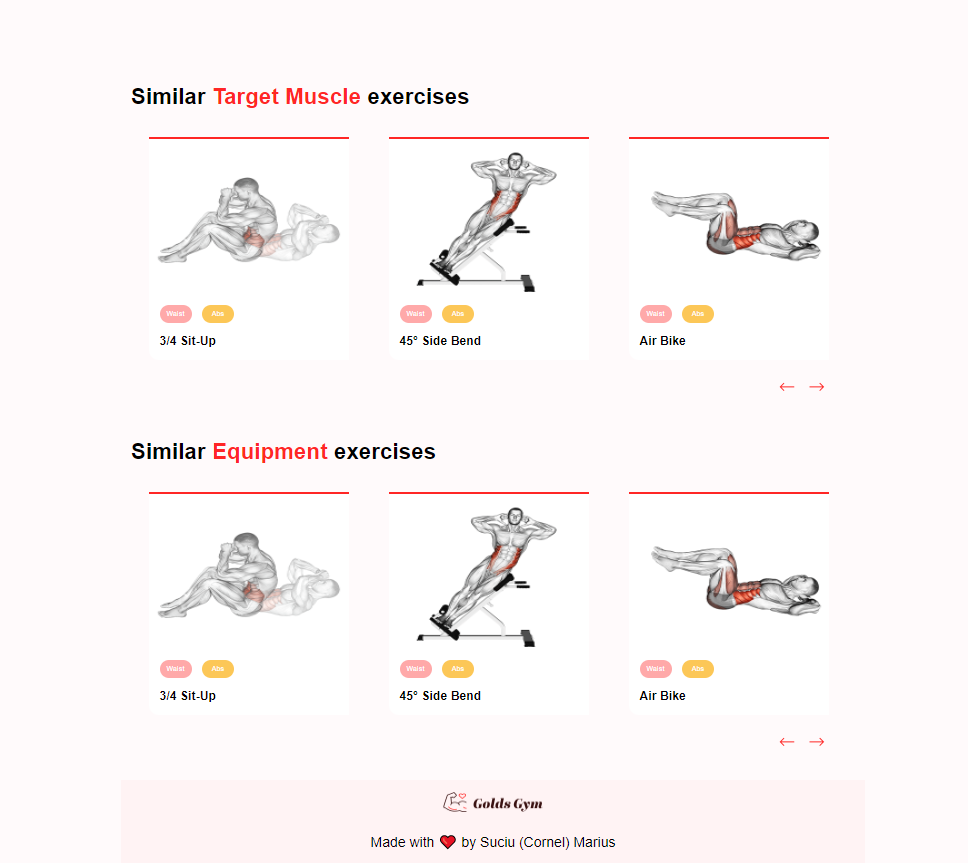 Similar Target Muscle exercises
Waist Abs
3/4 Sit-Up
Waist Abs
45° Side Bend
Waist Abs
Air Bike
Similar Equipment exercises
Waist Abs
3/4 Sit-Up
Waist Abs
45° Side Bend
Waist Abs
Air Bike
Golds Gym
Made with ❤️ by Suciu (Cornel) Marius